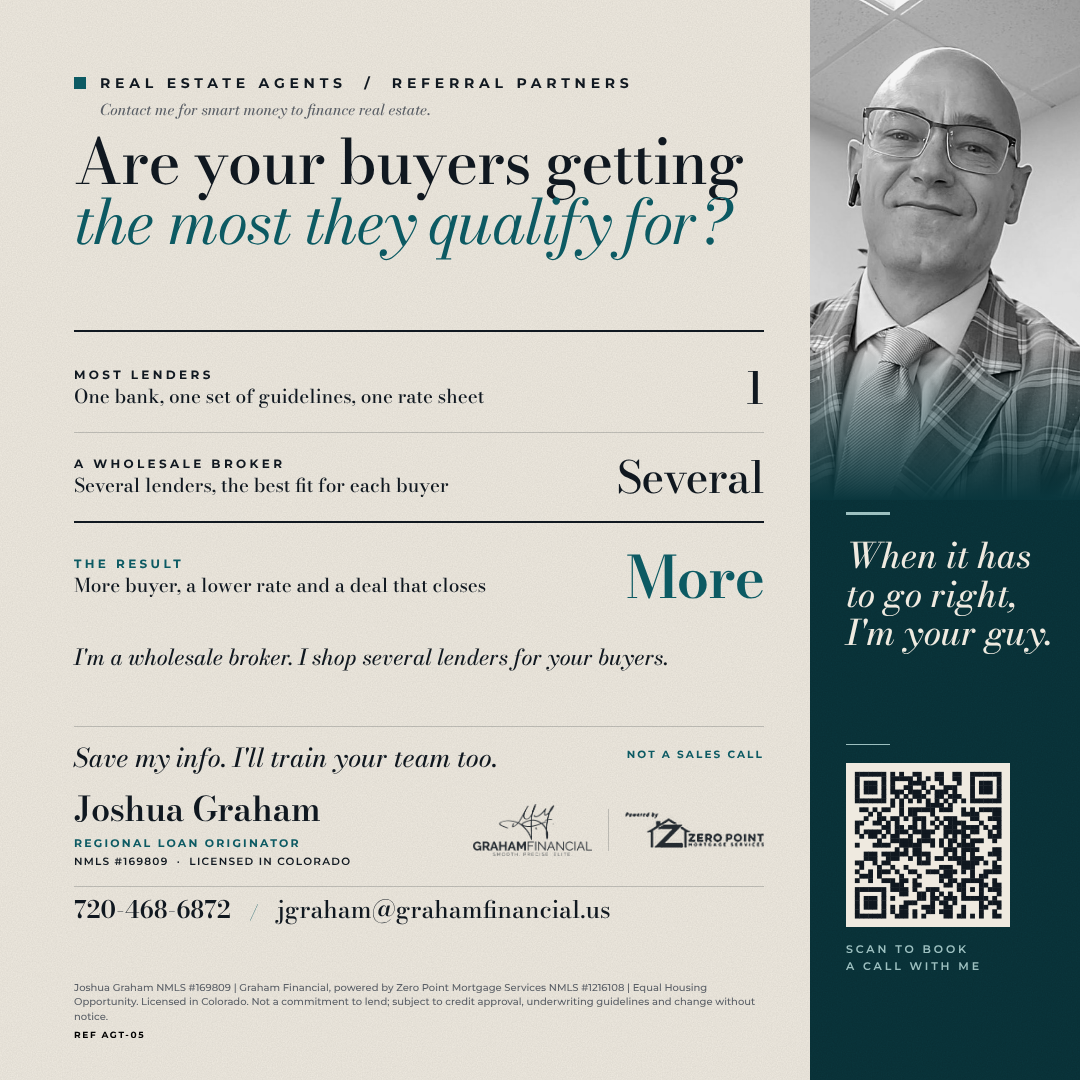 REAL ESTATE AGENTS / REFERRAL PARTNERS
Contact me for smart money to finance real estate.
Are your buyers getting
the most they qualify for?
MOST LENDERS
One bank, one set of guidelines, one rate sheet
1
A WHOLESALE BROKER
Several lenders, the best fit for each buyer
Several
THE RESULT
More buyer, a lower rate and a deal that closes
More
I'm a wholesale broker. I shop several lenders for your buyers.
Save my info. I'll train your team too.
NOT A SALES CALL
Joshua Graham
REGIONAL LOAN ORIGINATOR
NMLS #169809 · LICENSED IN COLORADO
GRAHAMFINANCIAL
SMOOTH. PRECISE. ELITE.
Powered by
ZERO POINT
MORTGAGE SERVICES
720-468-6872 / jgraham@grahamfinancial.us
Joshua Graham NMLS #169809 | Graham Financial, powered by Zero Point Mortgage Services NMLS #1216108 | Equal Housing
Opportunity. Licensed in Colorado. Not a commitment to lend; subject to credit approval, underwriting guidelines and change without
notice.
REF AGT-05
When it has
to go right,
I'm your guy.
SCAN TO BOOK
A CALL WITH ME